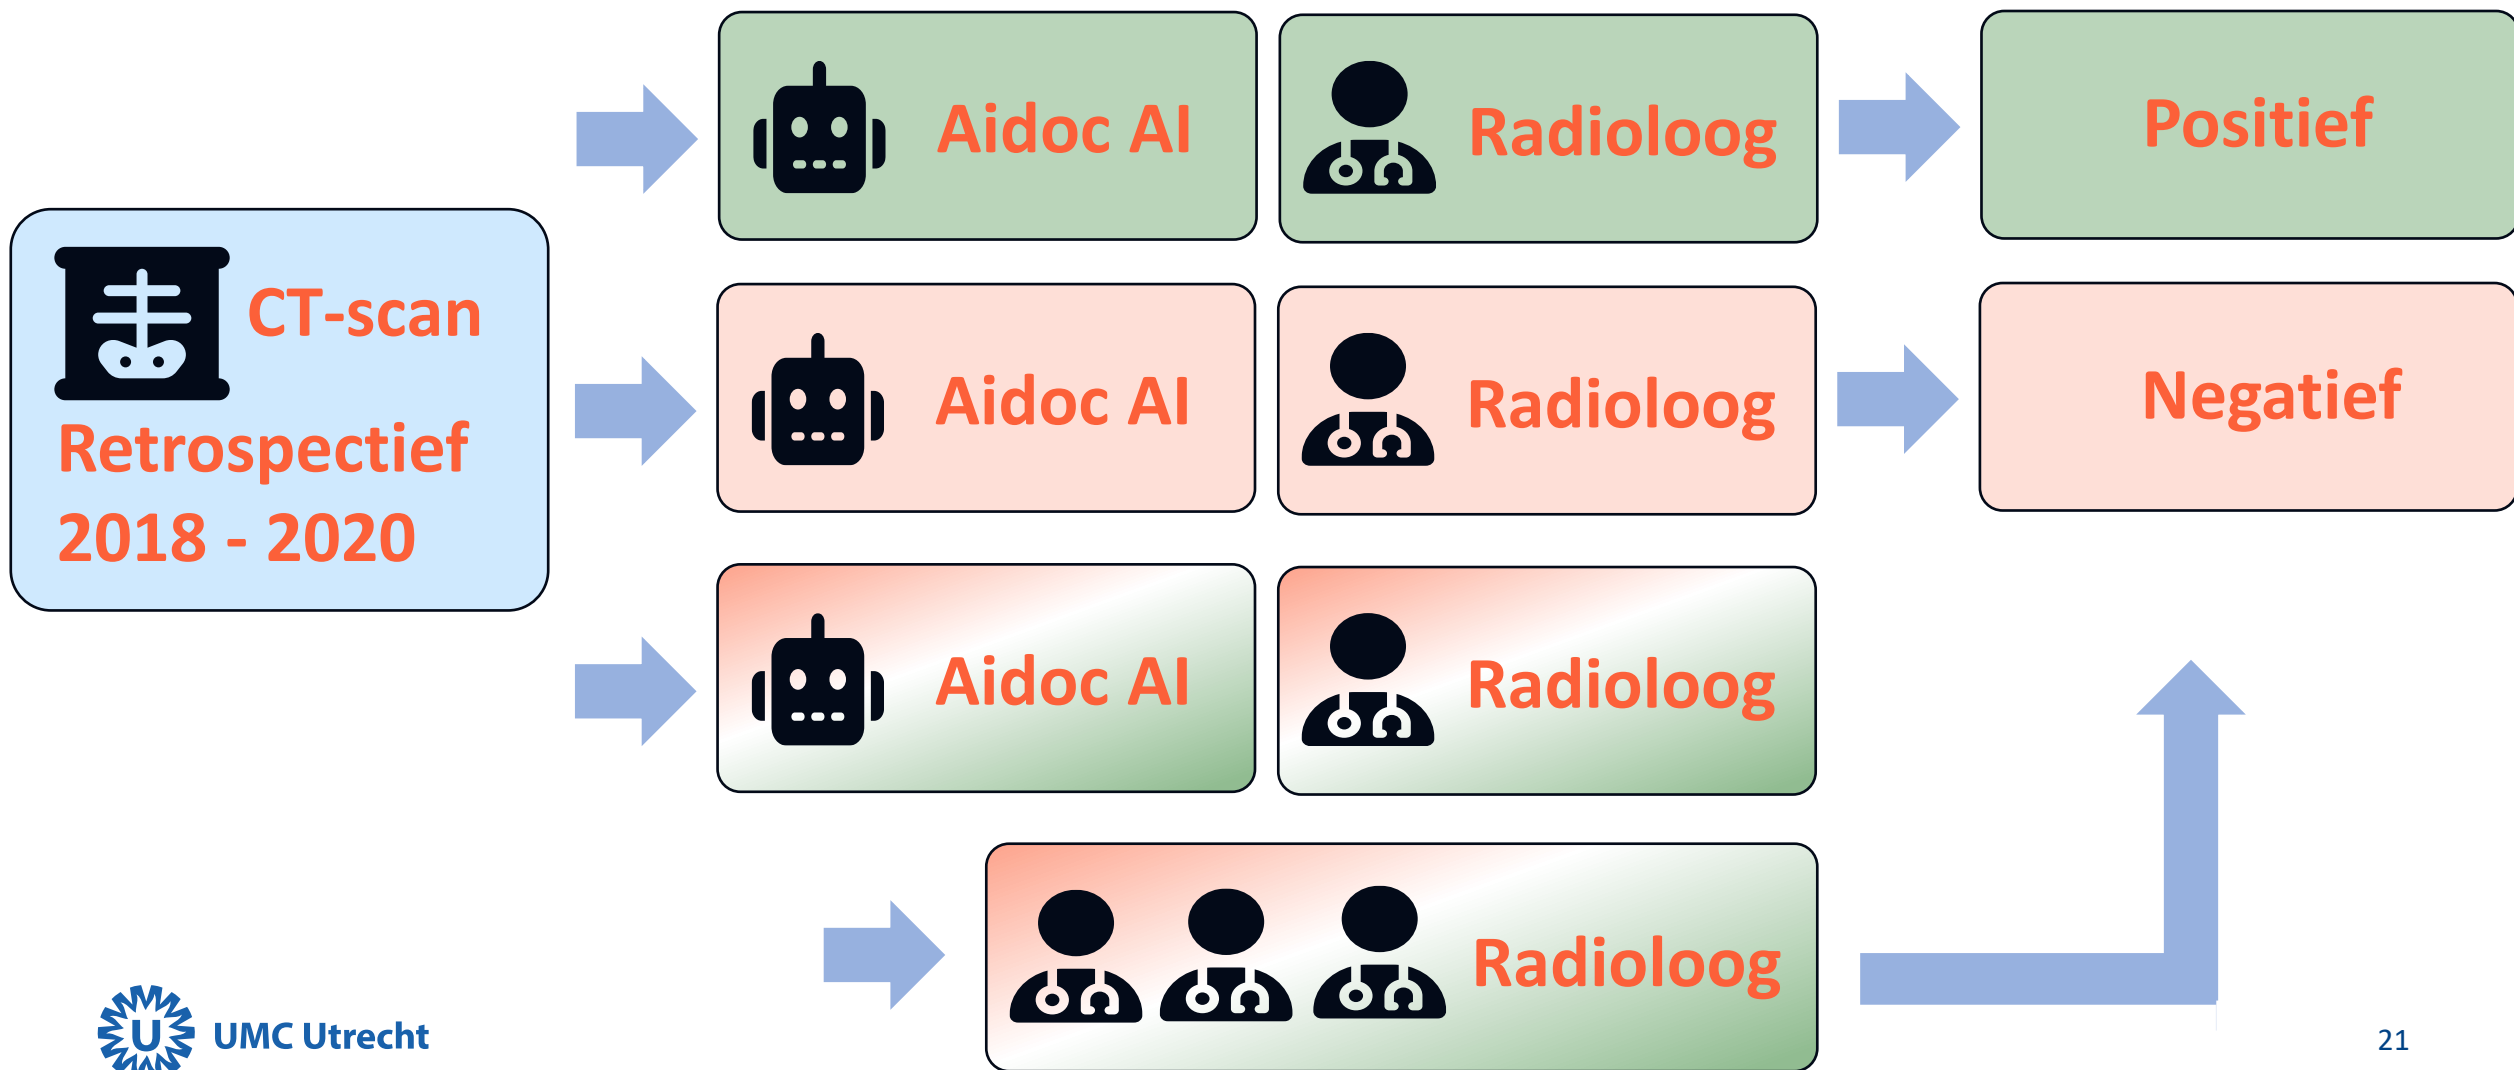 CT-scan
Retrospectief
2018 - 2020
Aidoc AI
Radioloog
Positief
Aidoc AI
Radioloog
Negatief
Aidoc AI
Radioloog
Radioloog
U
UMC Utrecht
21